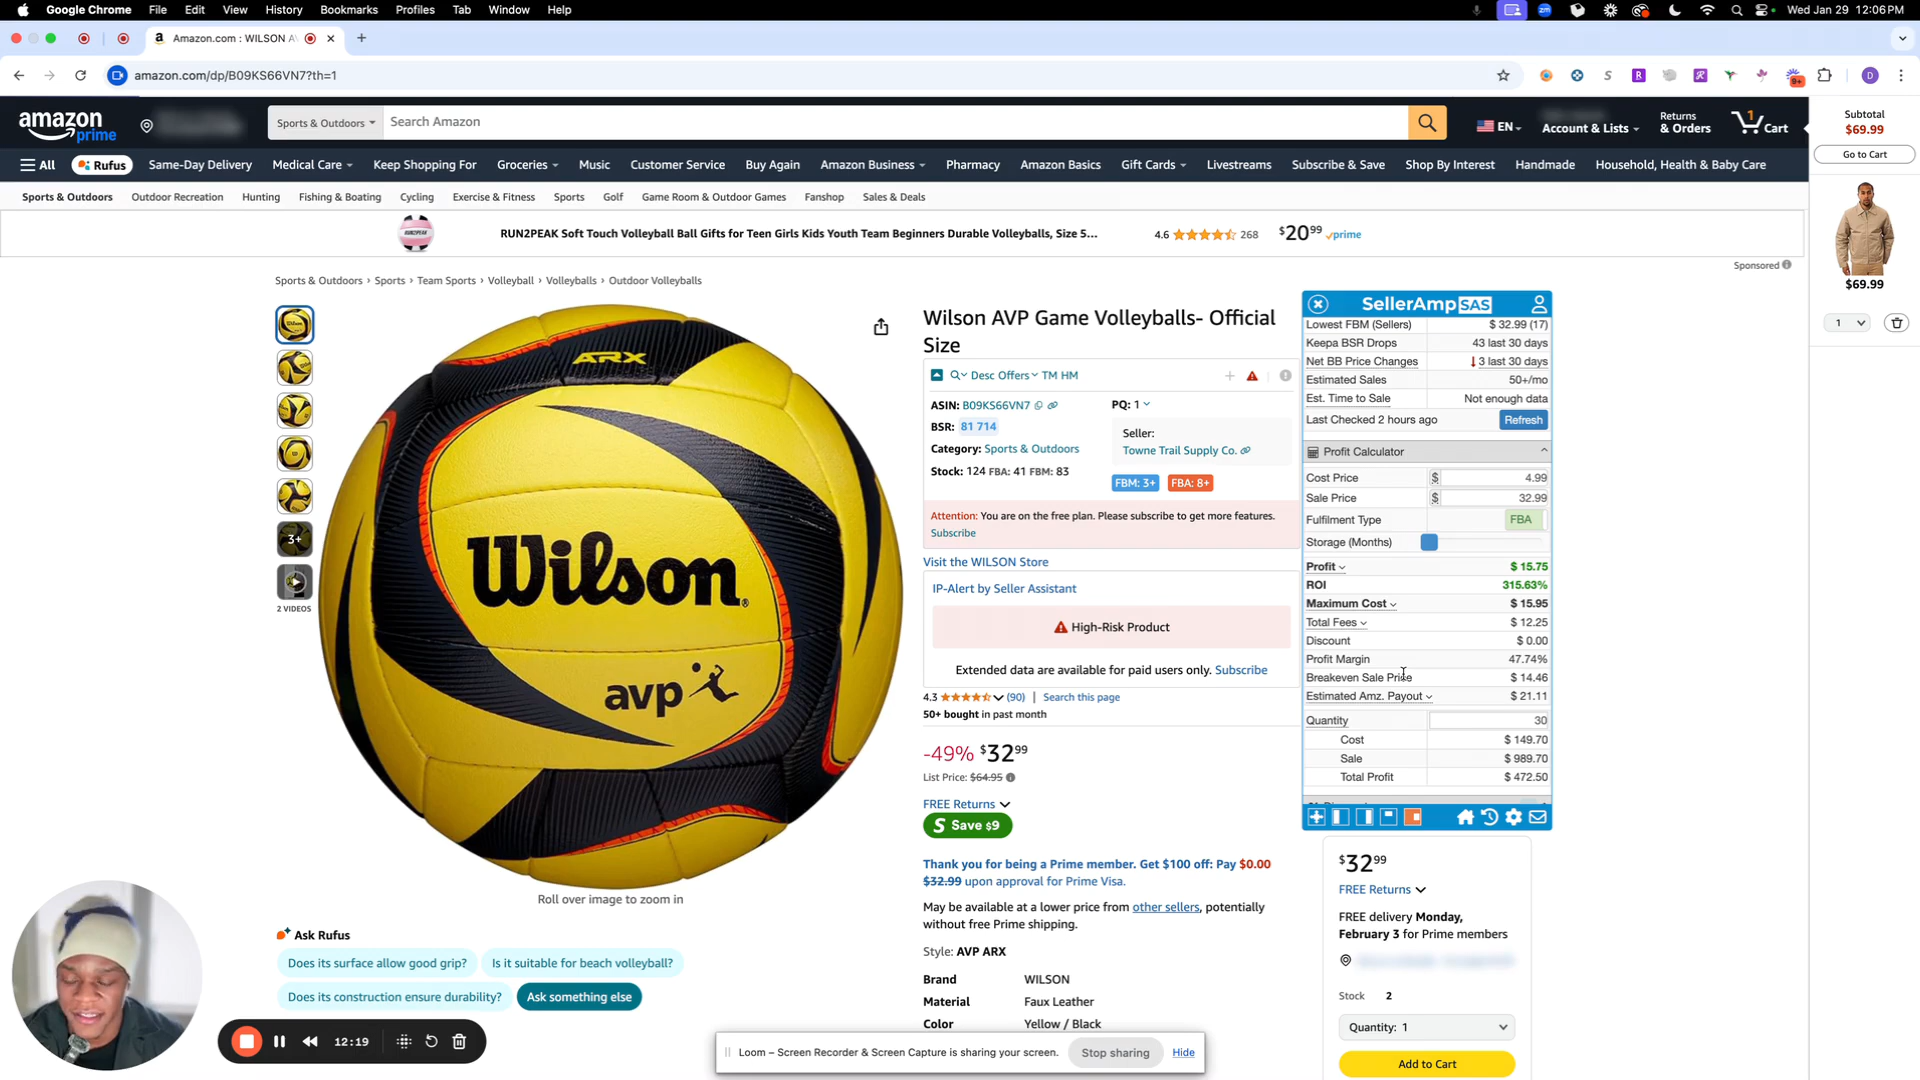 Google Chrome File Edit View History Bookmarks Profiles Tab Window Help
zm
Wed Jan 29 12:06 PM
Amazon.com : WILSON AV
amazon.com/dp/B09KS66VN7?th=1
9+
D
amazon
prime
Sports & Outdoors
Search Amazon
EN
Account & Lists
Returns
& Orders
1
Cart
Subtotal
$69.99
Go to Cart
$69.99
1
All
Rufus
Same-Day Delivery
Medical Care
Keep Shopping For
Groceries
Music
Customer Service
Buy Again
Amazon Business
Pharmacy
Amazon Basics
Gift Cards
Livestreams
Subscribe & Save
Shop By Interest
Handmade
Household, Health & Baby Care
Sports & Outdoors
Outdoor Recreation
Hunting
Fishing & Boating
Cycling
Exercise & Fitness
Sports
Golf
Game Room & Outdoor Games
Fanshop
Sales & Deals
RUN2PEAK
RUN2PEAK Soft Touch Volleyball Ball Gifts for Teen Girls Kids Youth Team Beginners Durable Volleyballs, Size 5...
4.6
268
$20.99
prime
Sponsored
Sports & Outdoors › Sports › Team Sports › Volleyball › Volleyballs › Outdoor Volleyballs
3+
2 VIDEOS
ARX
Wilson
avp
Roll over image to zoom in
Wilson AVP Game Volleyballs- Official
Size
Desc Offers TM HM
ASIN: B09KS66VN7
PQ: 1
BSR: 81 714
Seller:
Category: Sports & Outdoors
Towne Trail Supply Co.
Stock: 124 FBA: 41 FBM: 83
FBM: 3+
FBA: 8+
Attention: You are on the free plan. Please subscribe to get more features.
Subscribe
Visit the WILSON Store
IP-Alert by Seller Assistant
High-Risk Product
Extended data are available for paid users only. Subscribe
4.3
(90)
Search this page
50+ bought in past month
-49% $32.99
List Price: $64.95
FREE Returns
S Save $9
Thank you for being a Prime member. Get $100 off: Pay $0.00
$32.99 upon approval for Prime Visa.
May be available at a lower price from other sellers, potentially
without free Prime shipping.
Style: AVP ARX
Brand WILSON
Material Faux Leather
Color Yellow / Black
SellerAmp SAS
Lowest FBM (Sellers) $ 32.99 (17)
Keepa BSR Drops 43 last 30 days
Net BB Price Changes 3 last 30 days
Estimated Sales 50+/mo
Est. Time to Sale Not enough data
Last Checked 2 hours ago
Refresh
Profit Calculator
Cost Price $ 4.99
Sale Price $ 32.99
Fulfilment Type FBA
Storage (Months)
Profit $ 15.75
ROI 315.63%
Maximum Cost $ 15.95
Total Fees $ 12.25
Discount $ 0.00
Profit Margin 47.74%
Breakeven Sale Price $ 14.46
Estimated Amz. Payout $ 21.11
Quantity 30
Cost $ 149.70
Sale $ 989.70
Total Profit $ 472.50
$32.99
FREE Returns
FREE delivery Monday,
February 3 for Prime members
Stock 2
Quantity: 1
Add to Cart
Ask Rufus
Does its surface allow good grip?
Is it suitable for beach volleyball?
Does its construction ensure durability?
Ask something else
12:19
Loom – Screen Recorder & Screen Capture is sharing your screen.
Stop sharing
Hide